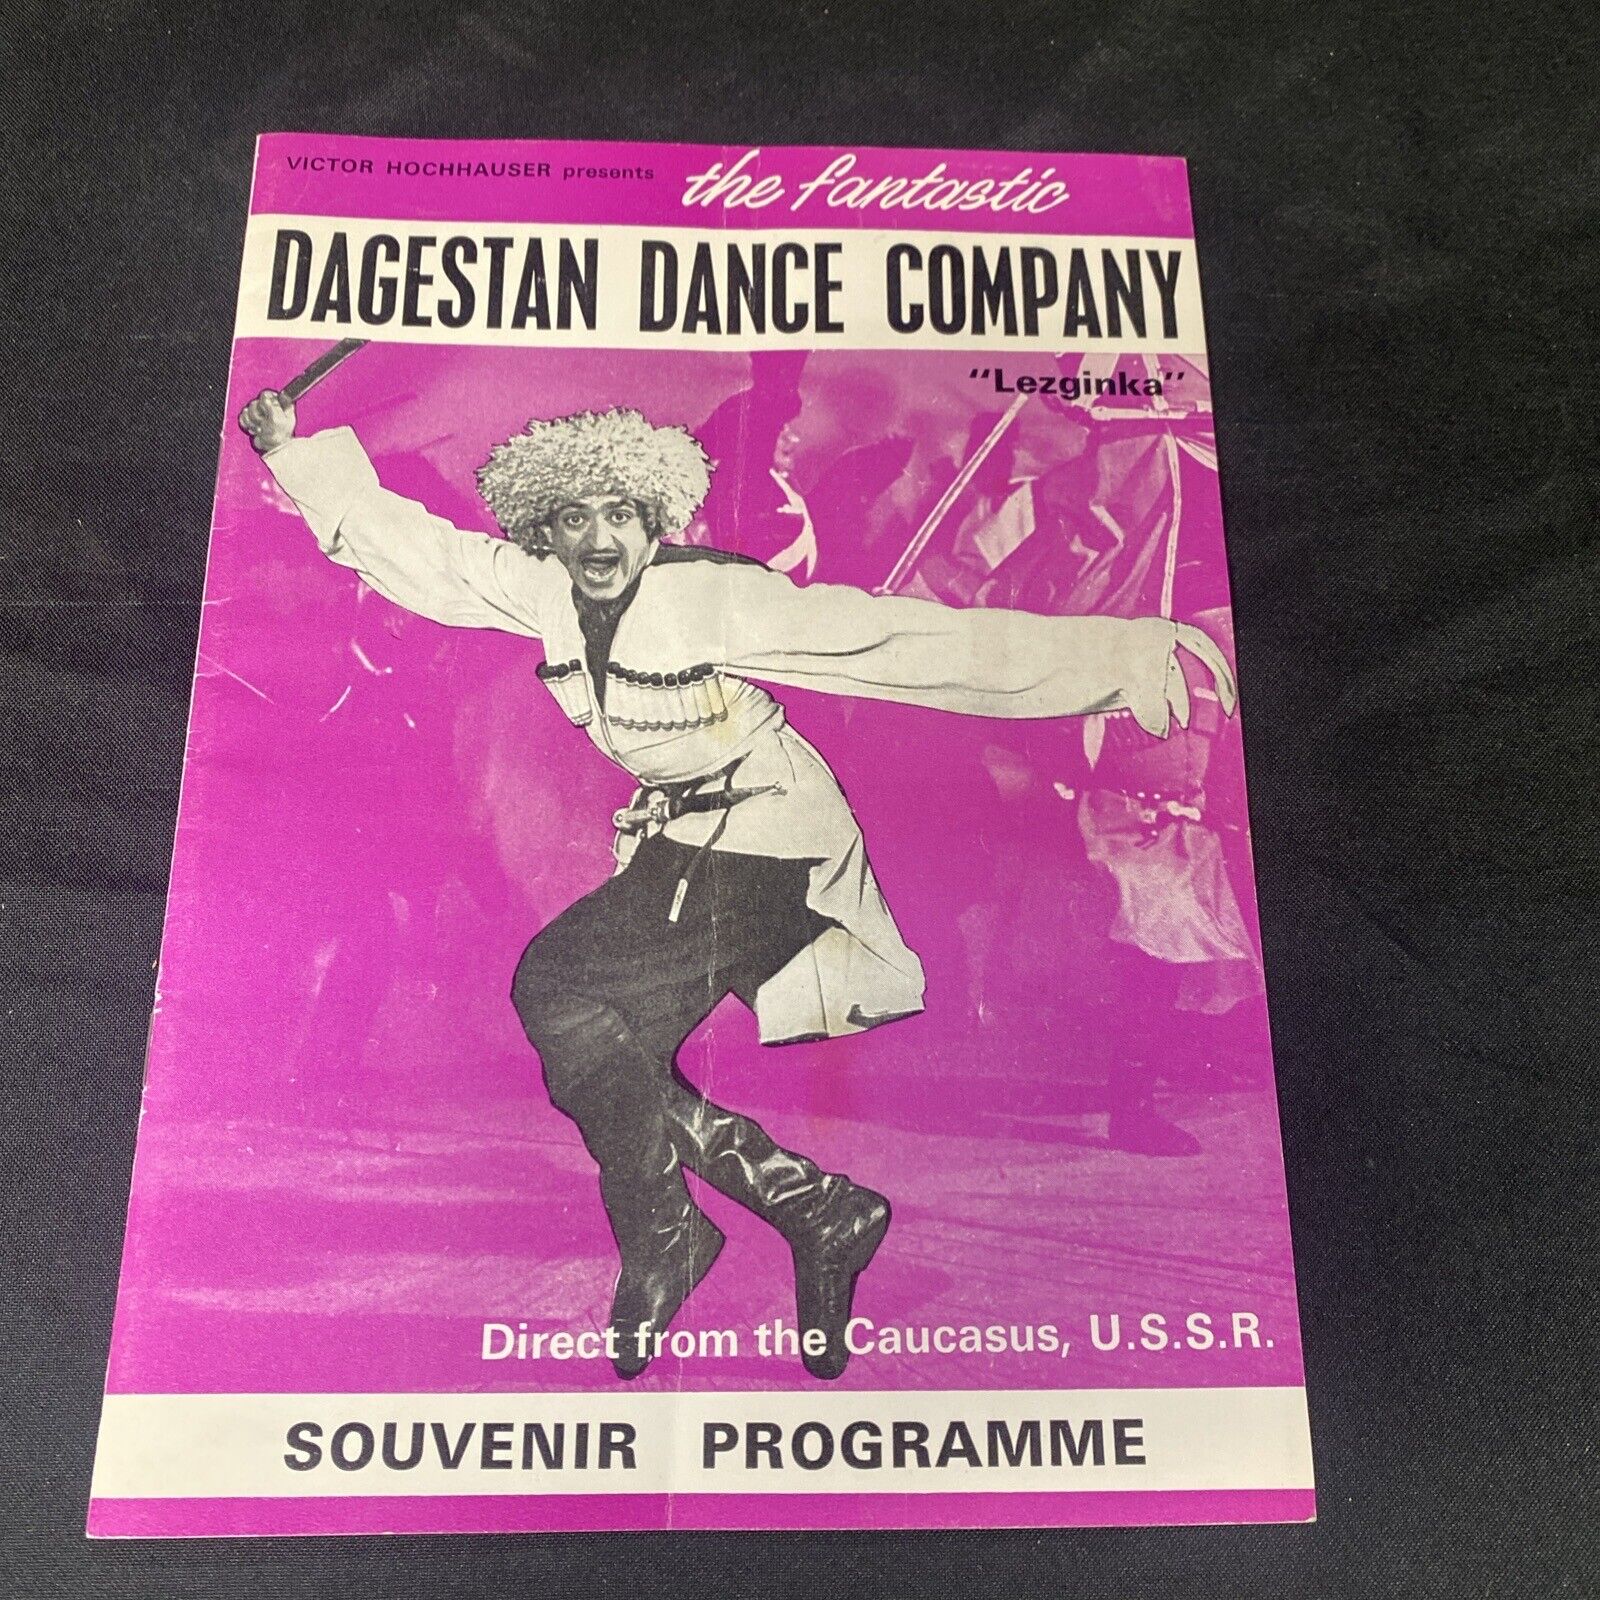 VICTOR HOCHHAUSER presents the fantastic
DAGESTAN DANCE COMPANY
"Lezginka"
Direct from the Caucasus, U.S.S.R.
SOUVENIR PROGRAMME